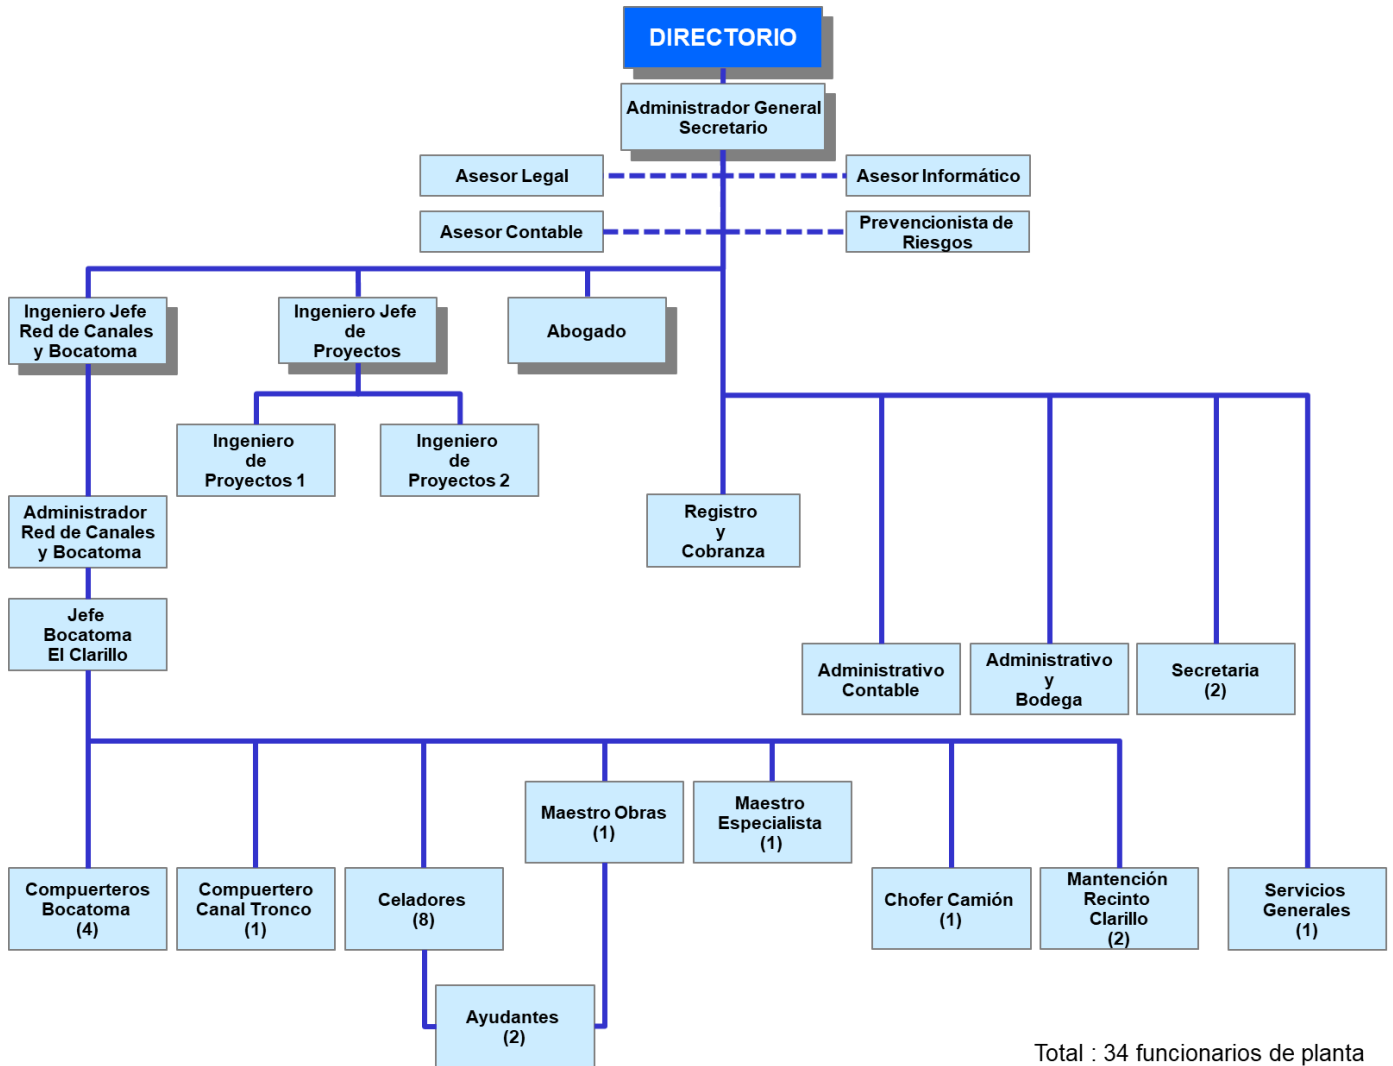 DIRECTORIO
Administrador General
Secretario
Asesor Legal
Asesor Informático
Asesor Contable
Prevencionista de
Riesgos
Ingeniero Jefe
Red de Canales
y Bocatoma
Ingeniero Jefe
de
Proyectos
Abogado
Ingeniero
de
Proyectos 1
Ingeniero
de
Proyectos 2
Administrador
Red de Canales
y Bocatoma
Registro
y
Cobranza
Jefe
Bocatoma
El Clarillo
Administrativo
Contable
Administrativo
y
Bodega
Secretaria
(2)
Maestro Obras
(1)
Maestro
Especialista
(1)
Compuerteros
Bocatoma
(4)
Compuertero
Canal Tronco
(1)
Celadores
(8)
Chofer Camión
(1)
Mantención
Recinto
Clarillo
(2)
Servicios
Generales
(1)
Ayudantes
(2)
Total : 34 funcionarios de planta